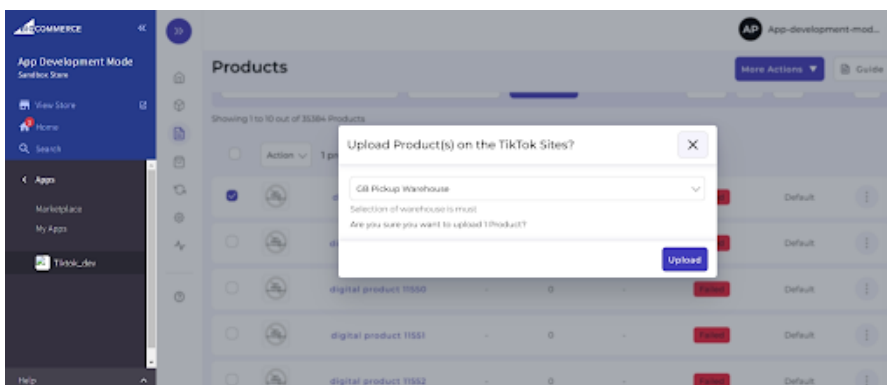 COMMERCE
App Development Mode
Sandbox Store
View Store
Home
Search
Apps
Marketplace
My Apps
Tiktok_dev
Help
AP App-development-mod...
Products
More Actions
Guide
Showing 1 to 10 out of 35384 Products
Action
Upload Product(s) on the TikTok Sites?
GB Pickup Warehouse
Selection of warehouse is must
Are you sure you want to upload 1 Product?
Upload
Default
Default
digital product 11550 - 0 - Failed Default
digital product 11551 - 0 - Failed Default
digital product 11552 - 0 - Failed Default